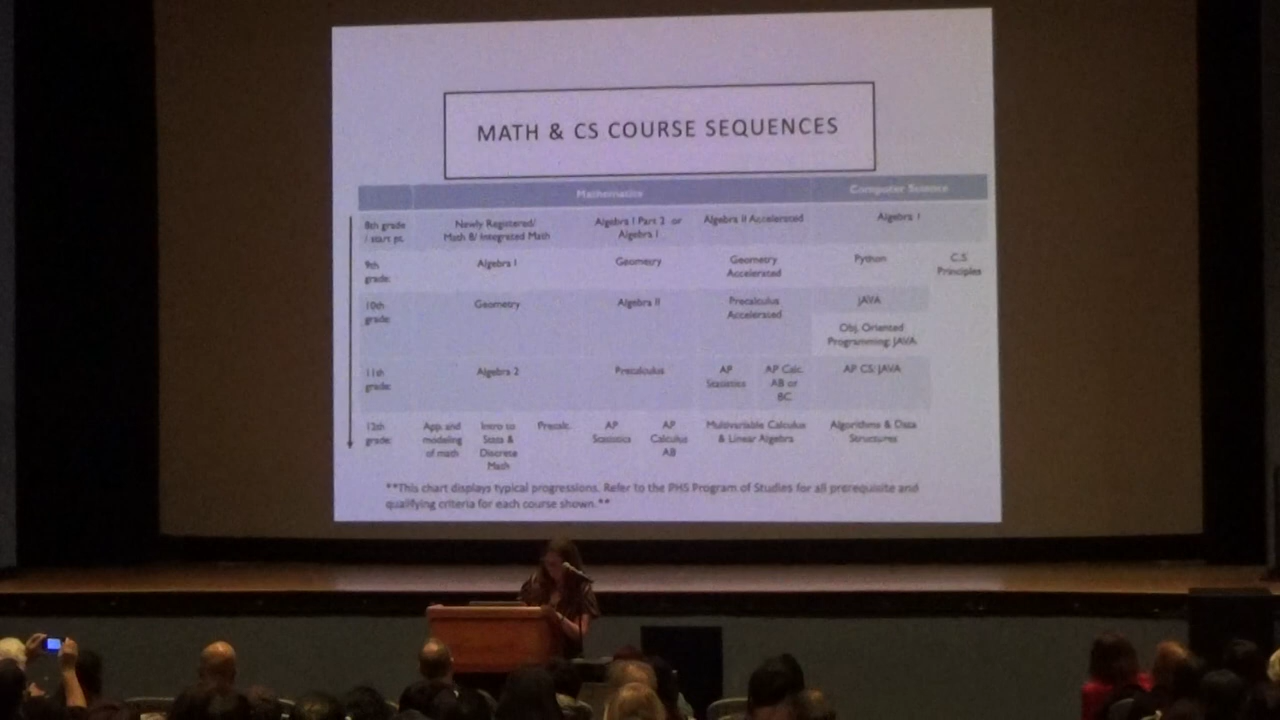 MATH & CS COURSE SEQUENCES
Mathematics Computer Science
8th grade / start pt. Newly Registered/ Algebra I Part 2 or Algebra II Accelerated Algebra I
Math 8/ Integrated Math Algebra I
9th grade: Algebra I Geometry Geometry Python C.S.
Accelerated Principles
10th grade: Geometry Algebra II Precalculus JAVA
Accelerated
Obj. Oriented
Programming: JAVA
11th grade: Algebra 2 Precalculus AP Statistics AP Calc. AB or BC AP CS: JAVA
12th grade: App. and modeling of math Intro to Stats & Discrete Math Precalc. AP Statistics AP Calculus AB Multivariable Calculus & Linear Algebra Algorithms & Data Structures
**This chart displays typical progressions. Refer to the PHS Program of Studies for all prerequisite and
qualifying criteria for each course shown.**